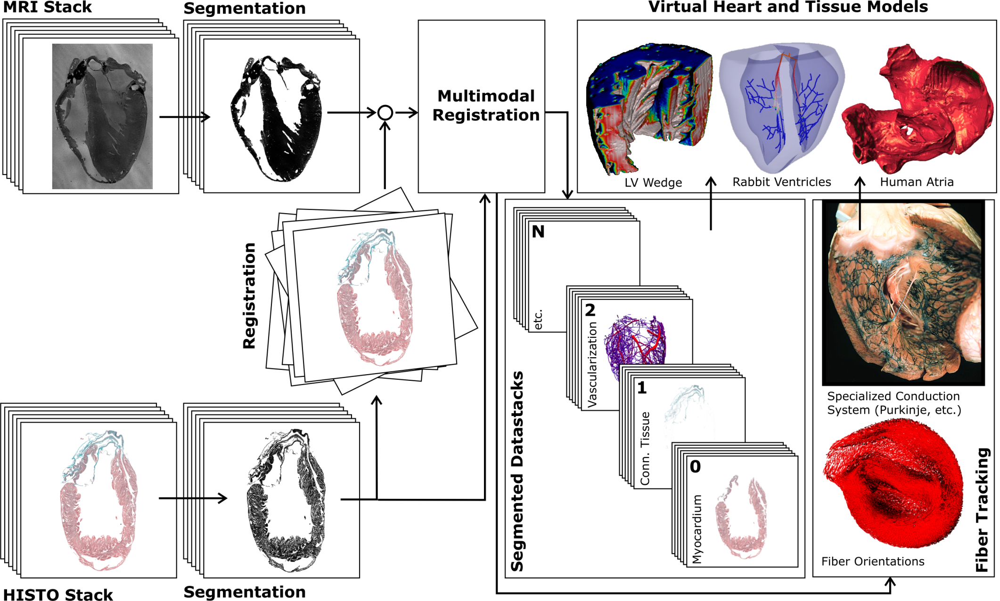 MRI Stack
Segmentation
Virtual Heart and Tissue Models
Multimodal
Registration
LV Wedge
Rabbit Ventricles
Human Atria
Registration
N
etc.
2
Vascularization
1
Conn. Tissue
0
Myocardium
Segmented Datastacks
Specialized Conduction
System (Purkinje, etc.)
Fiber Orientations
Fiber Tracking
HISTO Stack
Segmentation